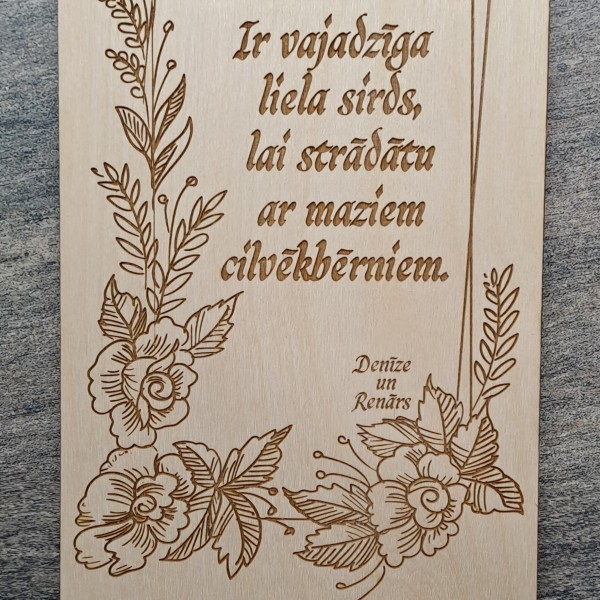 Ir vajadzīga
liela sirds,
lai strādātu
ar maziem
cilvēkbērniem.
Denīze
un
Renārs